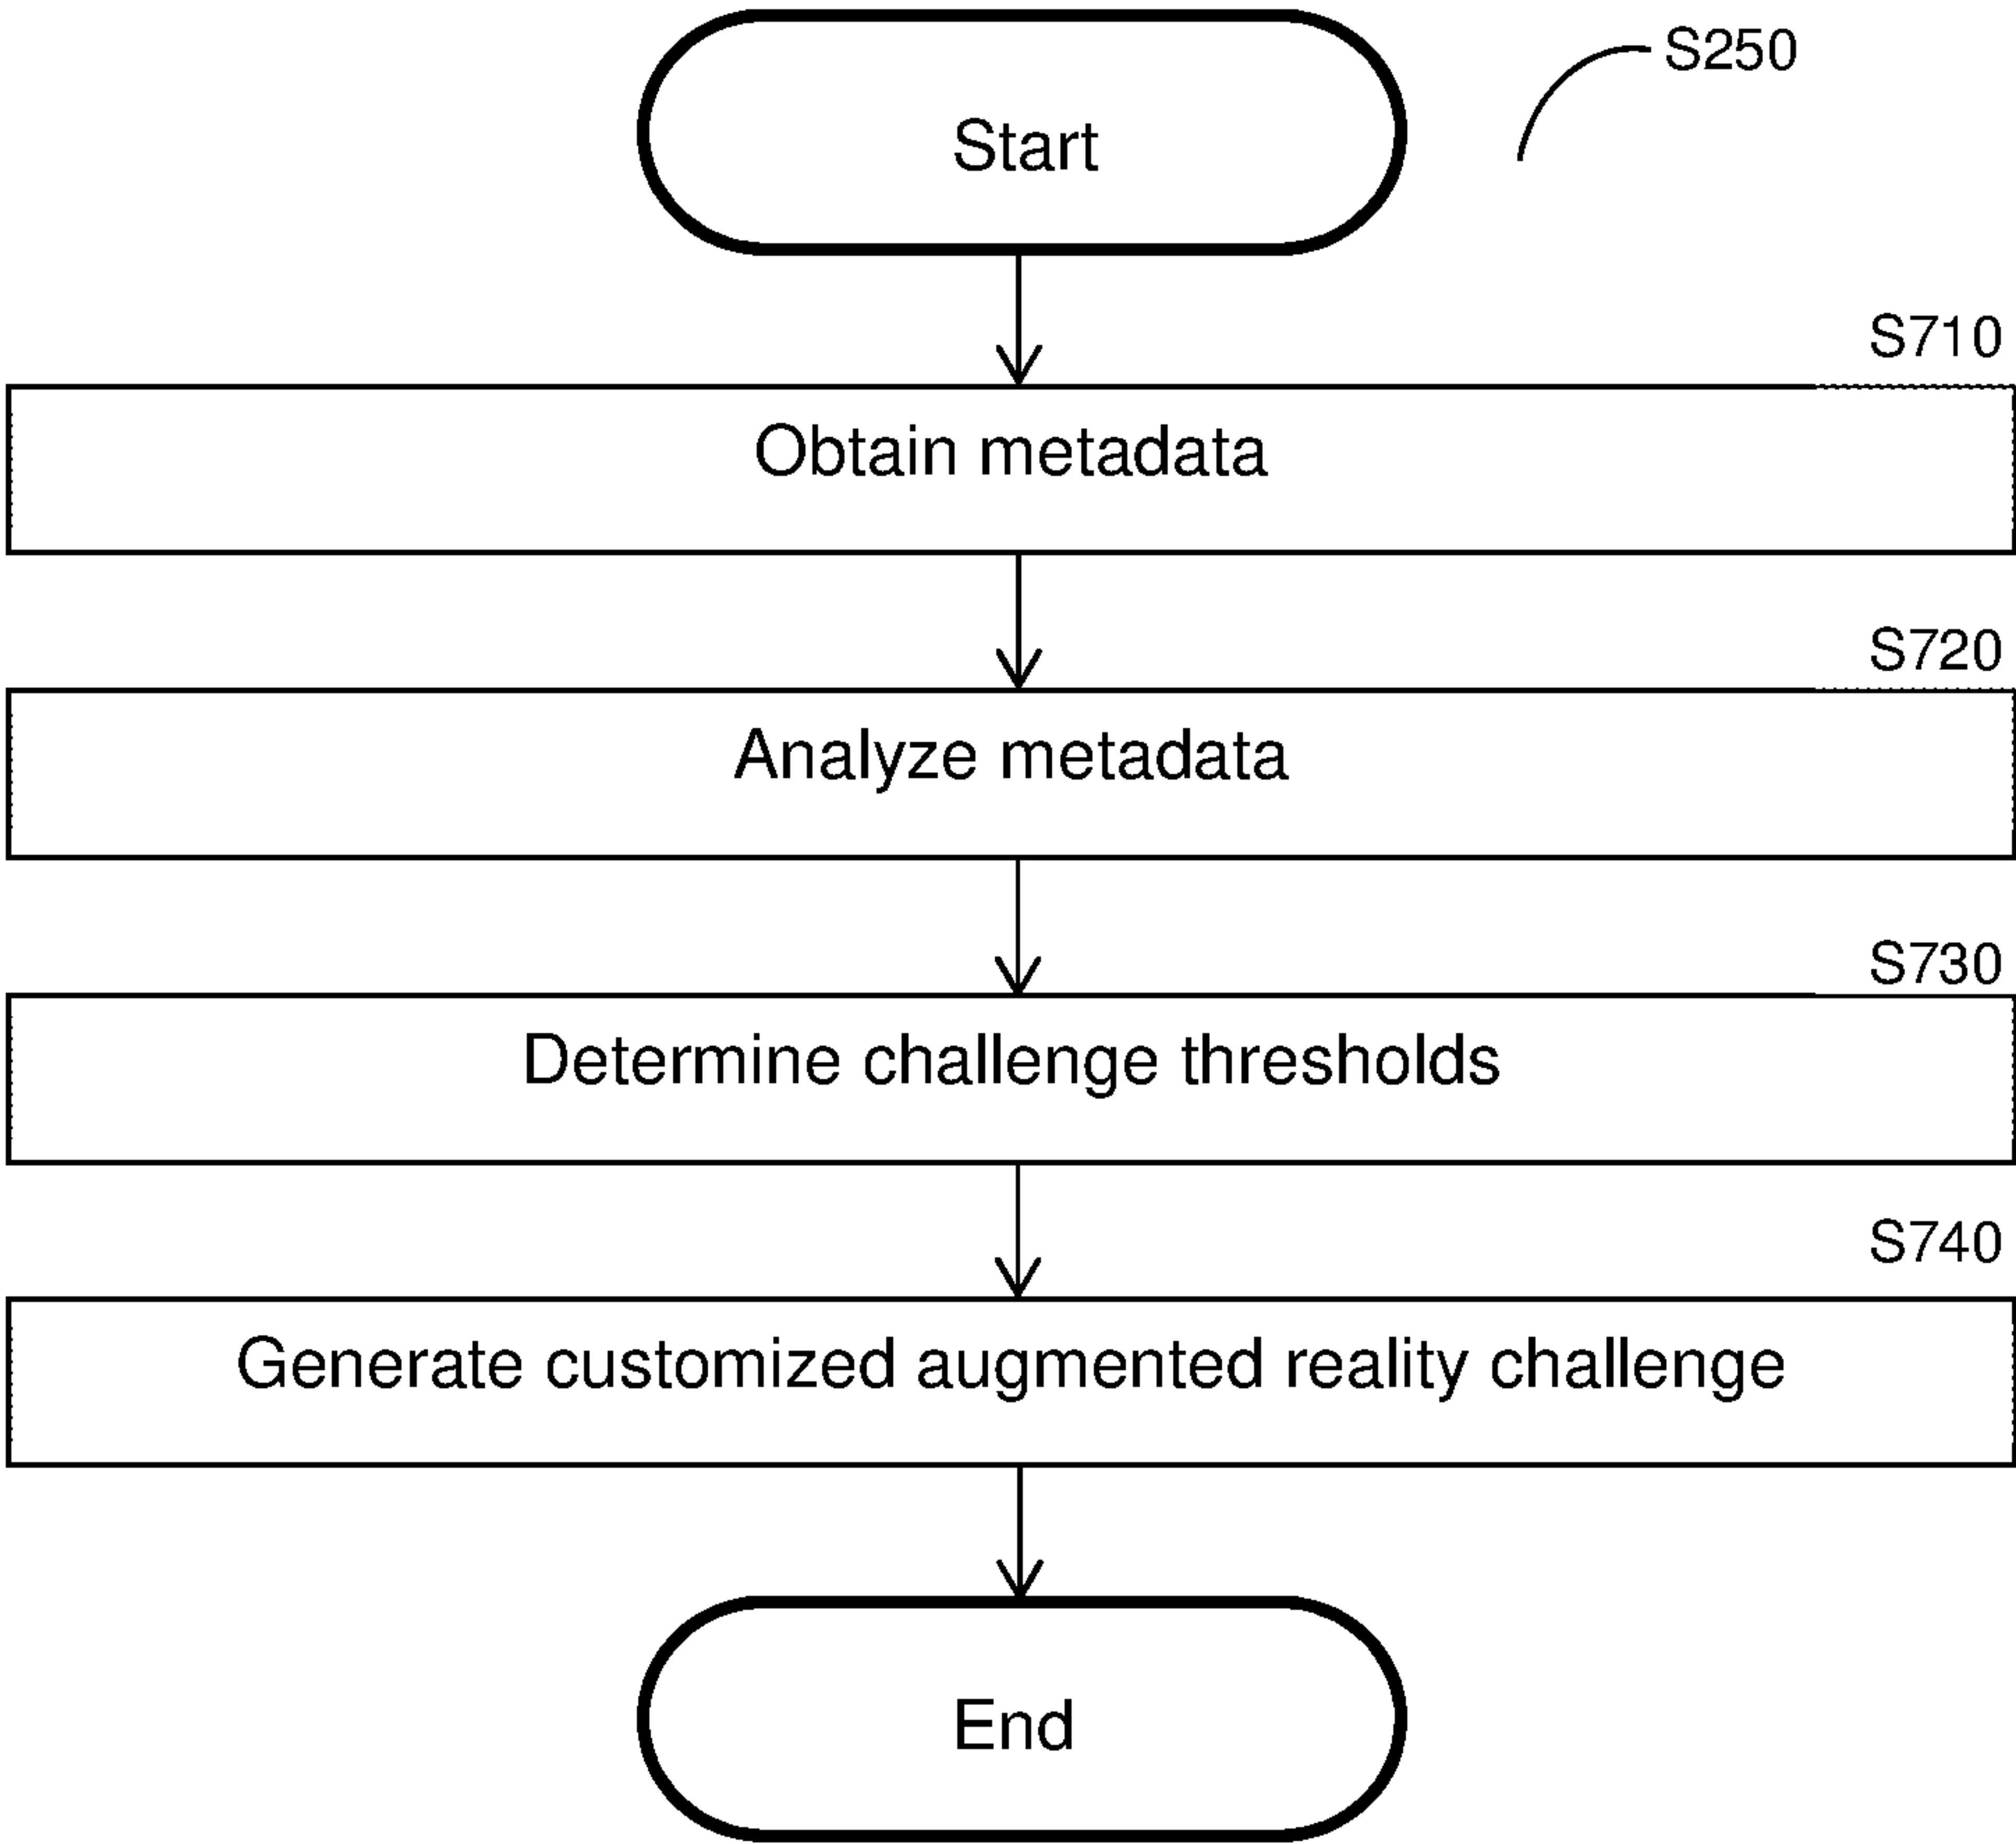 S250
Start
S710
Obtain metadata
S720
Analyze metadata
S730
Determine challenge thresholds
S740
Generate customized augmented reality challenge
End